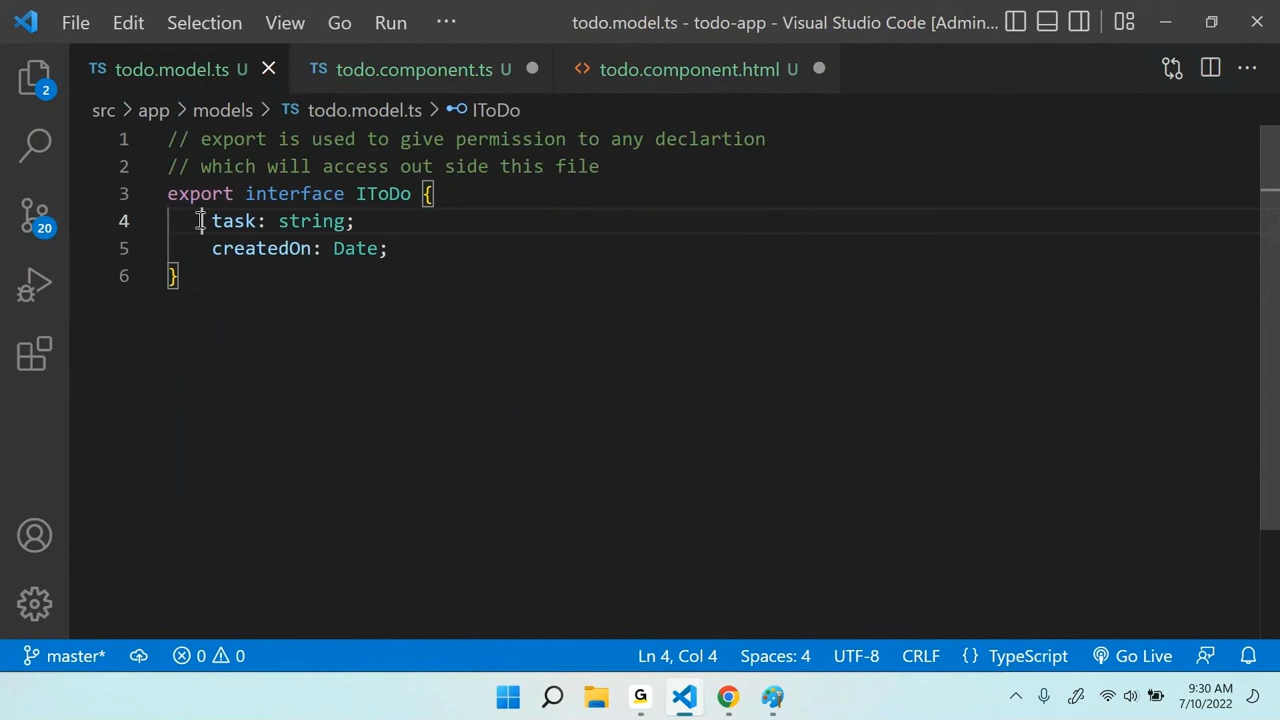 File Edit Selection View Go Run ··· todo.model.ts - todo-app - Visual Studio Code [Admin...
TS todo.model.ts U TS todo.component.ts U <> todo.component.html U ···
src > app > models > TS todo.model.ts > IToDo
1 // export is used to give permission to any declartion
2 // which will access out side this file
3 export interface IToDo {
4 task: string;
5 createdOn: Date;
6 }
2
20
master* 0 0 Ln 4, Col 4 Spaces: 4 UTF-8 CRLF {} TypeScript Go Live
G 9:30 AM
7/10/2022